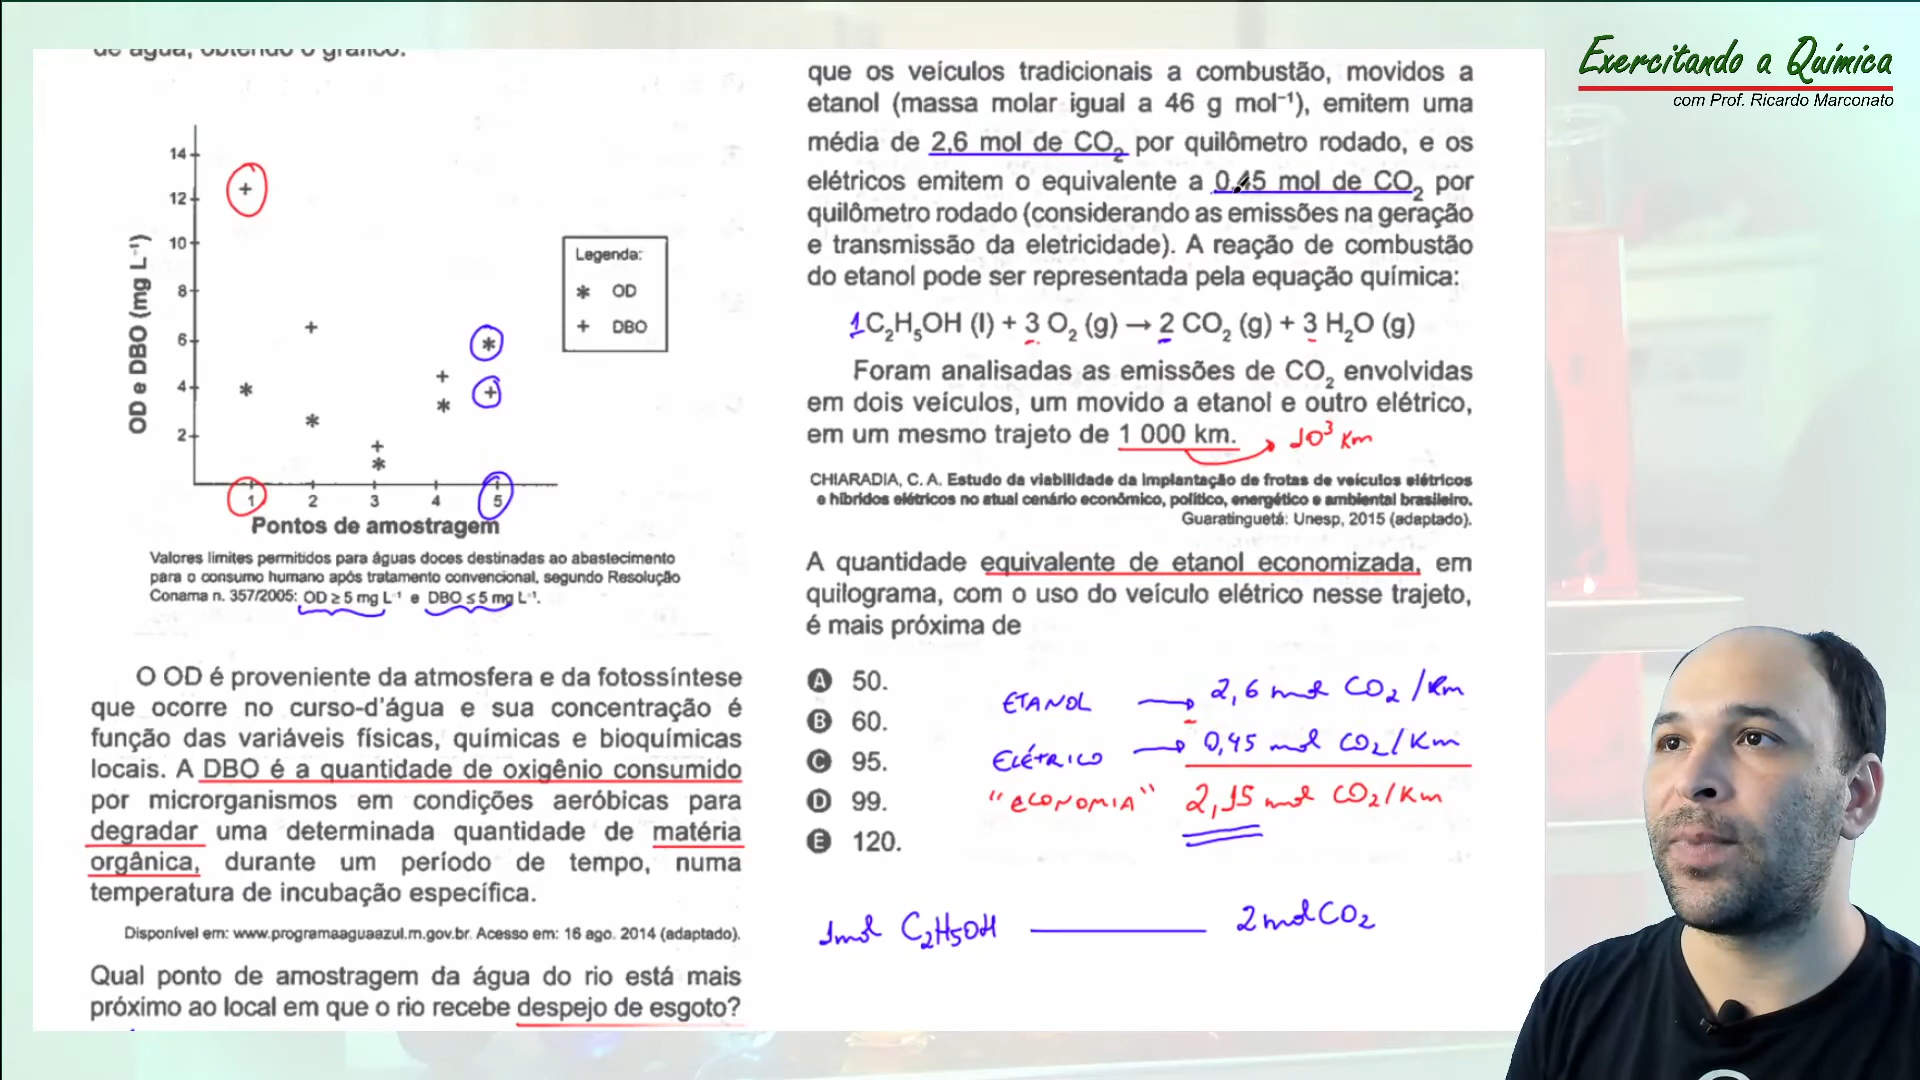 de água, obtendo o gráfico.
14
12
10
8
6
4
2
OD e DBO (mg L⁻¹)
Legenda:
* OD
+ DBO
1 2 3 4 5
Pontos de amostragem
Valores limites permitidos para águas doces destinadas ao abastecimento
para o consumo humano após tratamento convencional, segundo Resolução
Conama n. 357/2005: OD ≥ 5 mg L⁻¹ e DBO ≤ 5 mg L⁻¹.
O OD é proveniente da atmosfera e da fotossíntese
que ocorre no curso-d'água e sua concentração é
função das variáveis físicas, químicas e bioquímicas
locais. A DBO é a quantidade de oxigênio consumido
por microrganismos em condições aeróbicas para
degradar uma determinada quantidade de matéria
orgânica, durante um período de tempo, numa
temperatura de incubação específica.
Disponível em: www.programaaguaazul.rn.gov.br. Acesso em: 16 ago. 2014 (adaptado).
Qual ponto de amostragem da água do rio está mais
próximo ao local em que o rio recebe despejo de esgoto?
que os veículos tradicionais a combustão, movidos a
etanol (massa molar igual a 46 g mol⁻¹), emitem uma
média de 2,6 mol de CO₂ por quilômetro rodado, e os
elétricos emitem o equivalente a 0,45 mol de CO₂ por
quilômetro rodado (considerando as emissões na geração
e transmissão da eletricidade). A reação de combustão
do etanol pode ser representada pela equação química:
1C₂H₅OH (l) + 3 O₂ (g) → 2 CO₂ (g) + 3 H₂O (g)
Foram analisadas as emissões de CO₂ envolvidas
em dois veículos, um movido a etanol e outro elétrico,
em um mesmo trajeto de 1 000 km. → 10³ Km
CHIARADIA, C. A. Estudo da viabilidade da implantação de frotas de veículos elétricos
e híbridos elétricos no atual cenário econômico, político, energético e ambiental brasileiro.
Guaratinguetá: Unesp, 2015 (adaptado).
A quantidade equivalente de etanol economizada, em
quilograma, com o uso do veículo elétrico nesse trajeto,
é mais próxima de
A 50.
B 60.
C 95.
D 99.
E 120.
ETANOL → 2,6 mol CO₂/Km
ELÉTRICO → 0,45 mol CO₂/Km
"ECONOMIA" 2,15 mol CO₂/Km
1mol C₂H₅OH 2 mol CO₂
Exercitando a Química
com Prof. Ricardo Marconato